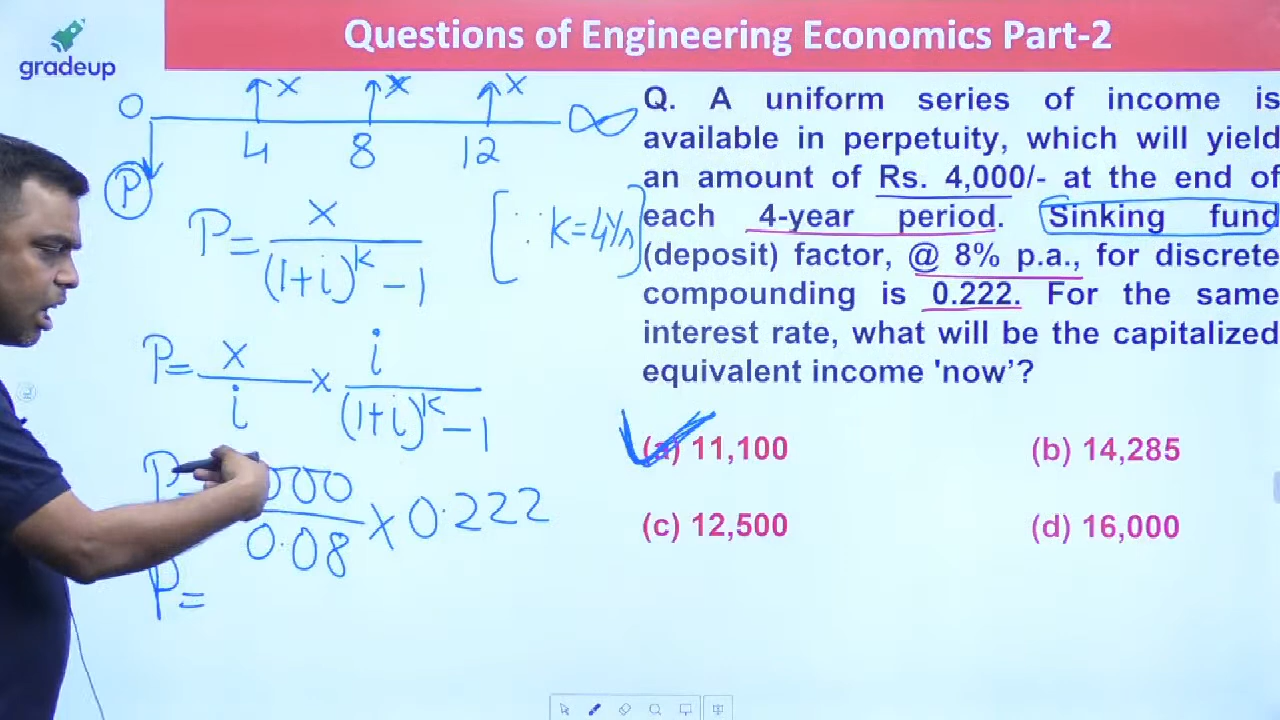 gradeup
Questions of Engineering Economics Part-2
0 x x x ∞
4 8 12
P
P = x / (1+i)^k - 1 [∵ k = 4yr]
P = x / i × i / (1+i)^k - 1
P 000 / 0.08 × 0.222
P =
Q. A uniform series of income is
available in perpetuity, which will yield
an amount of Rs. 4,000/- at the end of
each 4-year period. Sinking fund
(deposit) factor, @ 8% p.a., for discrete
compounding is 0.222. For the same
interest rate, what will be the capitalized
equivalent income 'now’?
(a) 11,100 (b) 14,285
(c) 12,500 (d) 16,000